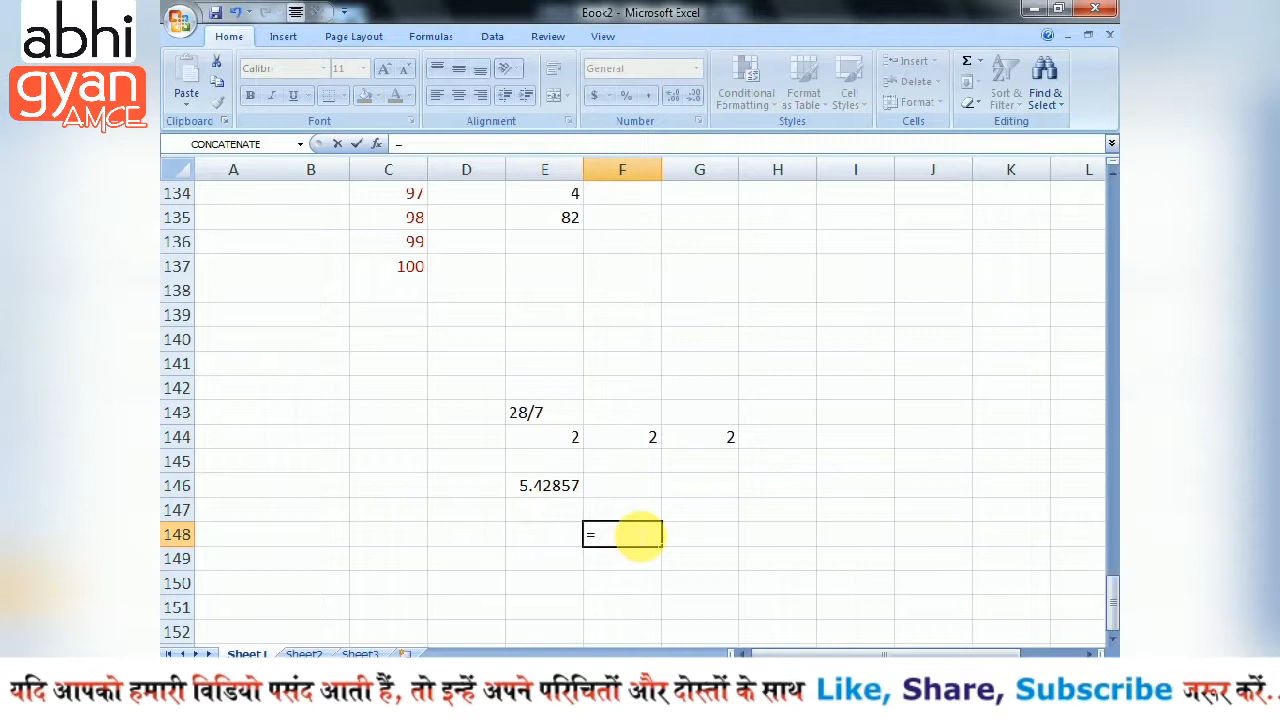 abhi
gyan
AMCE
Book2 - Microsoft Excel
Home Insert Page Layout Formulas Data Review View
Paste
Calibri 11
General
Conditional Formatting
Format
Cell Styles
Insert
Delete
Format
Sort & Filter
Find & Select
Clipboard Font Alignment Number Styles Cells Editing
CONCATENATE =
A B C D E F G H I J K L
134 97 4
135 98 82
136 99
137 100
138
139
140
141
142
143 28/7
144 2 2 2
145
146 5.42857
147
148 =
149
150
151
152
Sheet1 Sheet2 Sheet3
यदि आपको हमारी विडियो पसंद आती हैं, तो इन्हें अपने परिचितों और दोस्तों के साथ Like, Share, Subscribe जरूर करें..